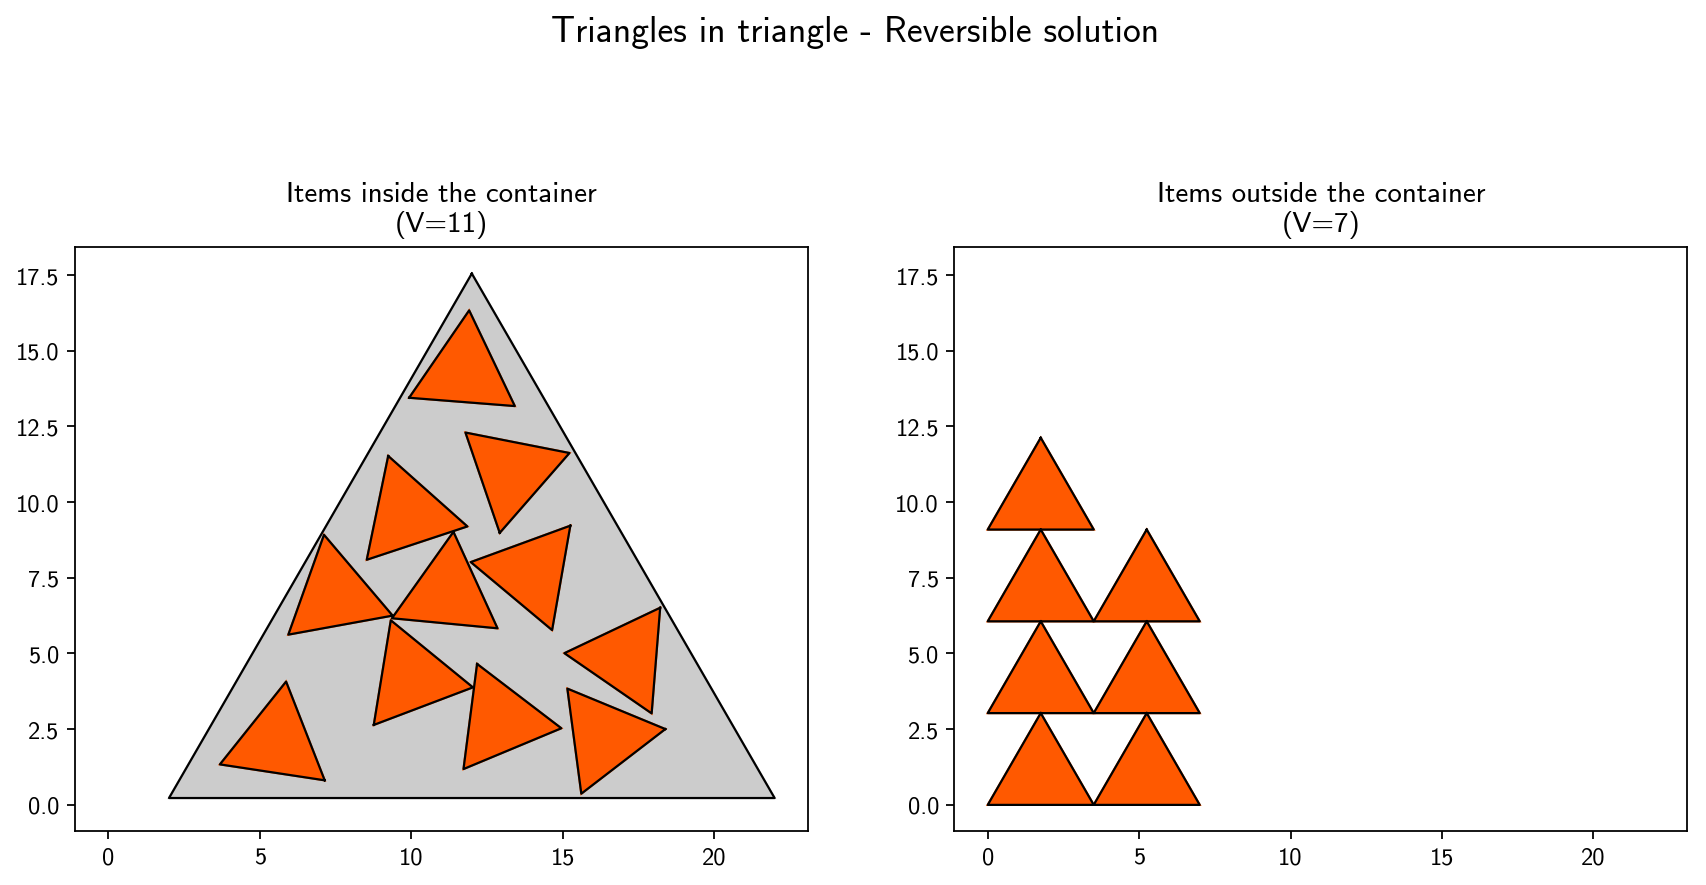 Triangles in triangle - Reversible solution
Items inside the container
(V=11)
17.5
15.0
12.5
10.0
7.5
5.0
2.5
0.0
0 5 10 15 20
Items outside the container
(V=7)
17.5
15.0
12.5
10.0
7.5
5.0
2.5
0.0
0 5 10 15 20